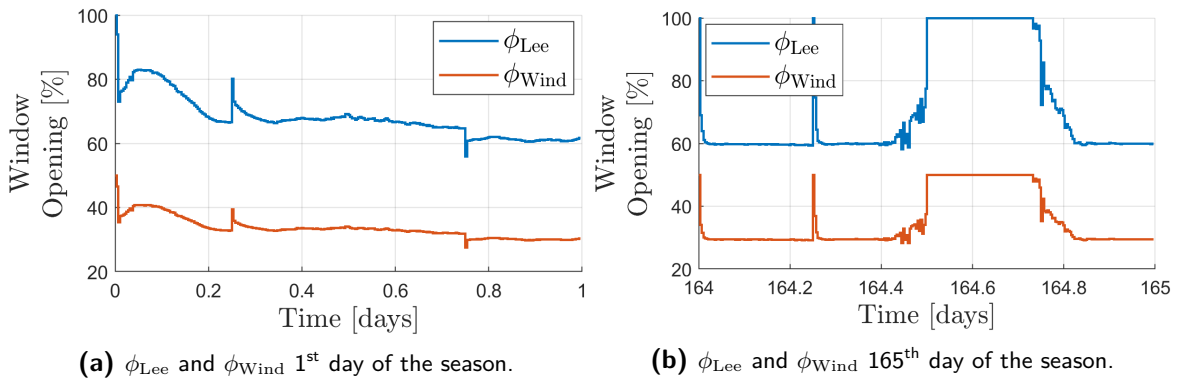 Window
Opening [%]
100
80
60
40
20
ϕLee
ϕWind
0
0.2
0.4
0.6
0.8
1
Time [days]
(a) ϕLee and ϕWind 1st day of the season.
Window
Opening [%]
100
80
60
40
20
ϕLee
ϕWind
164
164.2
164.4
164.6
164.8
165
Time [days]
(b) ϕLee and ϕWind 165th day of the season.